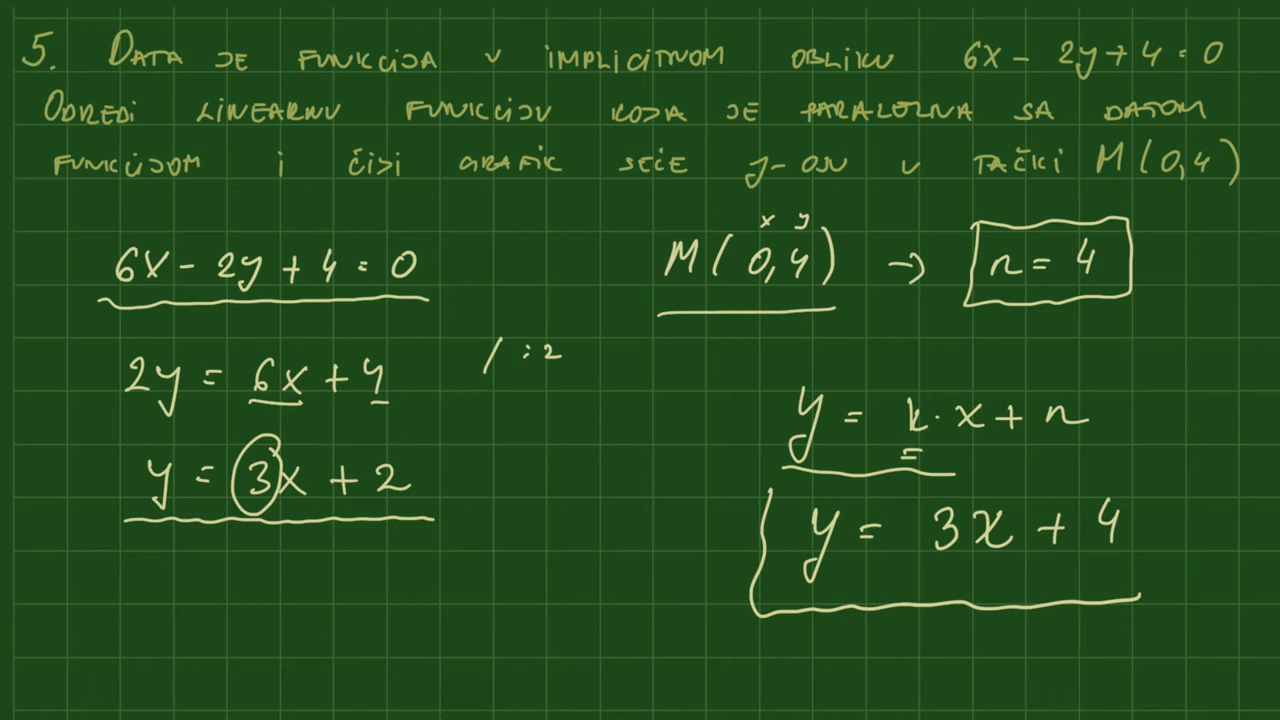 5. DATA JE FUNKCIJA U IMPLICITNOM OBLIKU 6x - 2y + 4 = 0
ODREDI LINEARNU FUNKCIJU KOJA JE PARALELNA SA DATOM
FUNKCIJOM I ČIJI GRAFIK SEČE y-OSU U TAČKI M(0,4)
6x - 2y + 4 = 0
x y
M(0,4) → n = 4
2y = 6x + 4 / : 2
y = k · x + n
y = 3x + 2
y = 3x + 4